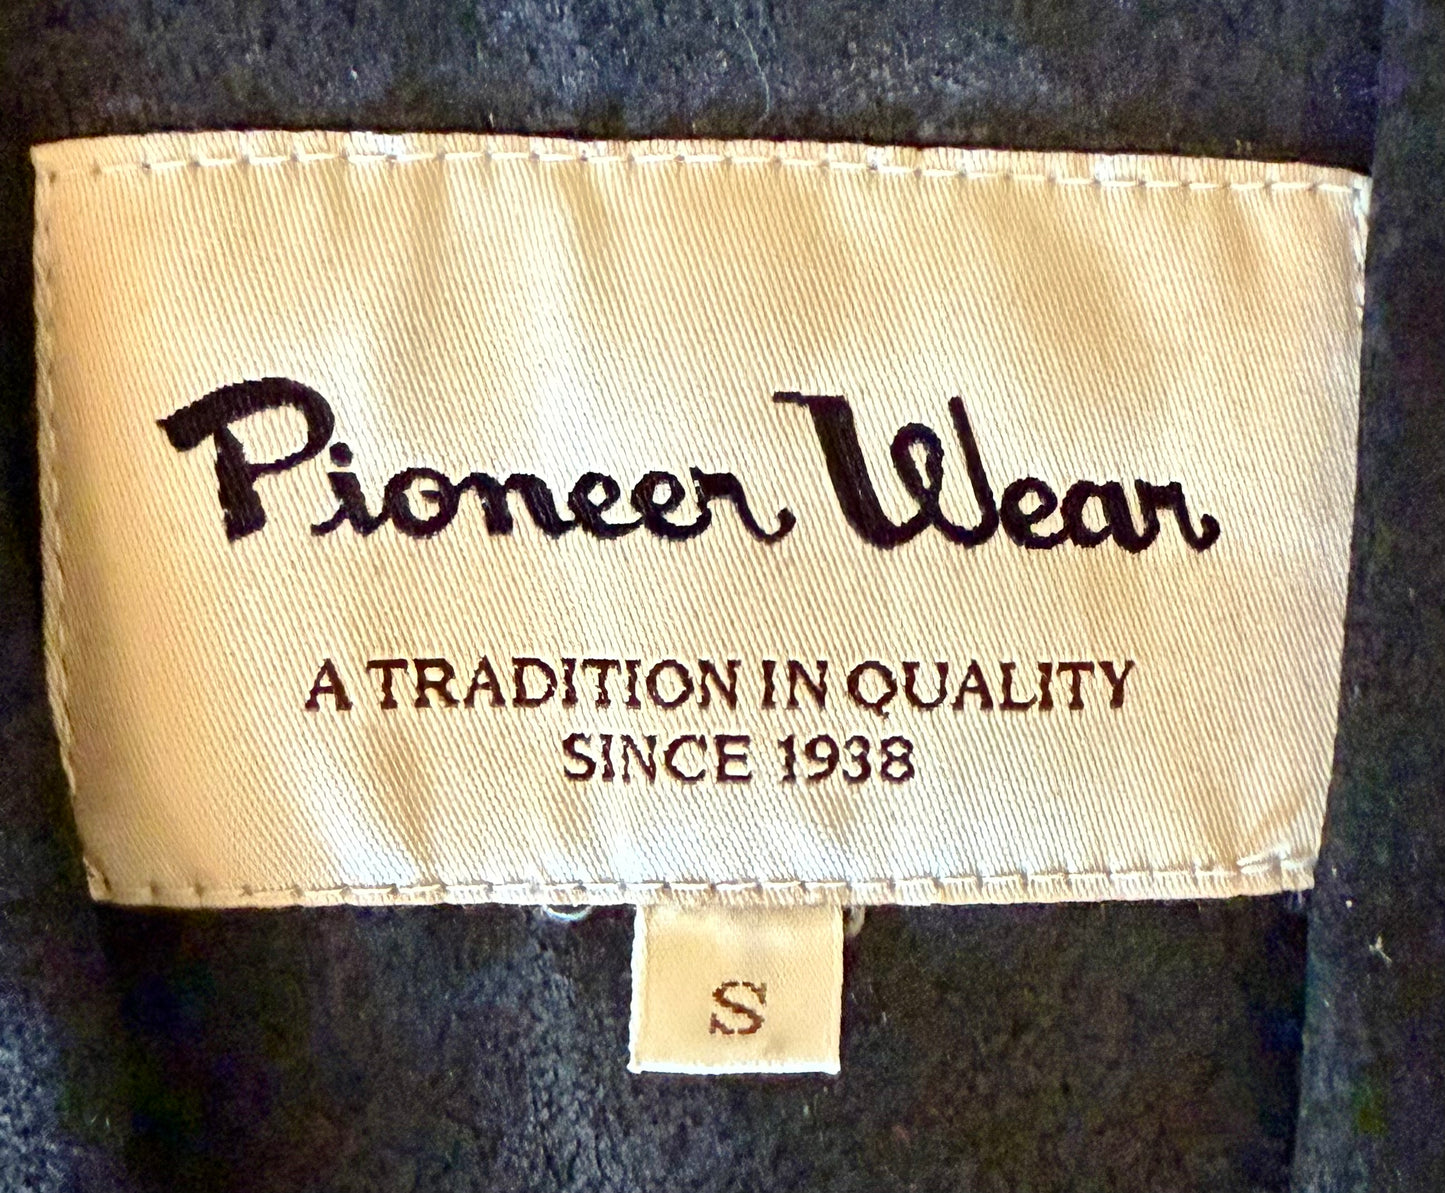 Pioneer Wear
A TRADITION IN QUALITY
SINCE 1938
S